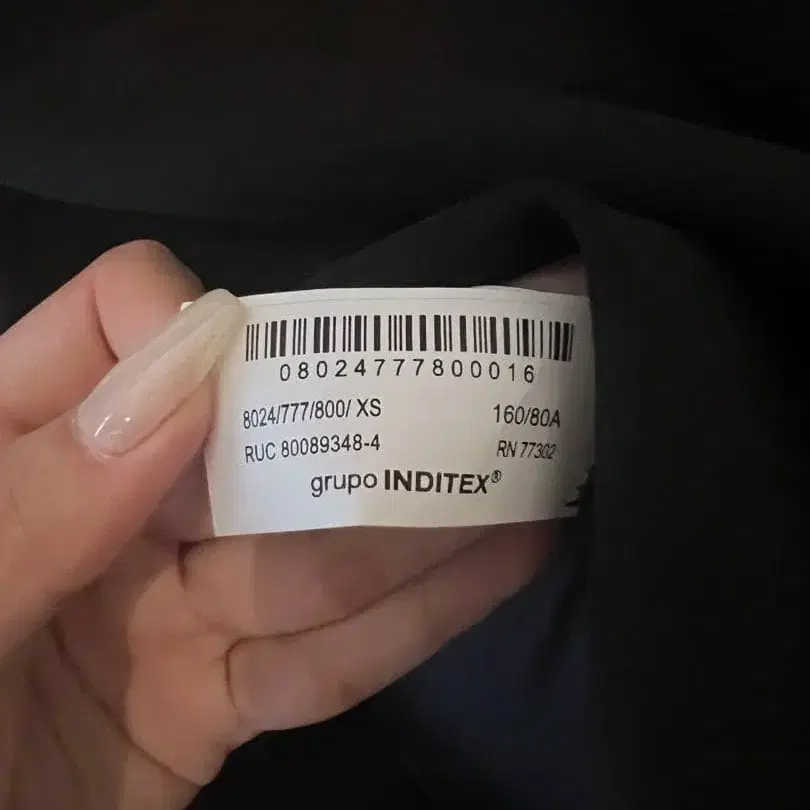 08024777800016
8024/777/800/ XS 160/80A
RUC 80089348-4 RN 77302
grupo INDITEX®